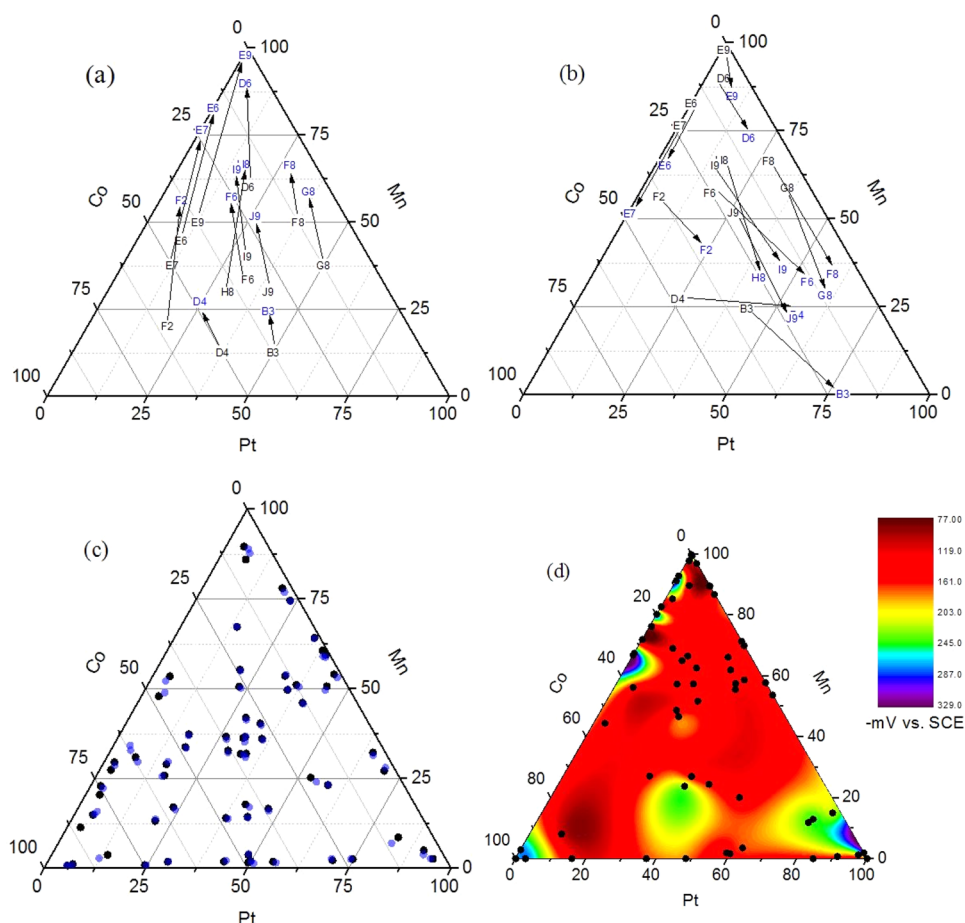 (a)
0
100
E9
D6
E6
25
E7
75
F8
I8
I9
Co
Mn
F2
F6
D6
G8
50
J9
50
E9
F8
E6
I9
E7
G8
F6
H8
J9
D4
B3
25
F2
D4
B3
100
0
0
25
50
75
100
Pt
(b)
0
100
E9
D6
E9
E6
25
E7
75
D6
E6
I9
I8
F8
Co
Mn
F2
F6
G8
50
E7
J9
50
F2
I9
F8
H8
F6
D4
G8
B3
J9
4
25
100
B3
0
0
25
50
75
100
Pt
(c)
0
100
25
75
Co
Mn
50
50
75
25
100
0
0
25
50
75
100
Pt
(d)
0
100
20
80
Co
Mn
40
60
60
40
80
20
100
0
0
20
40
60
80
100
Pt
77.00
119.0
161.0
203.0
245.0
287.0
329.0
-mV vs. SCE